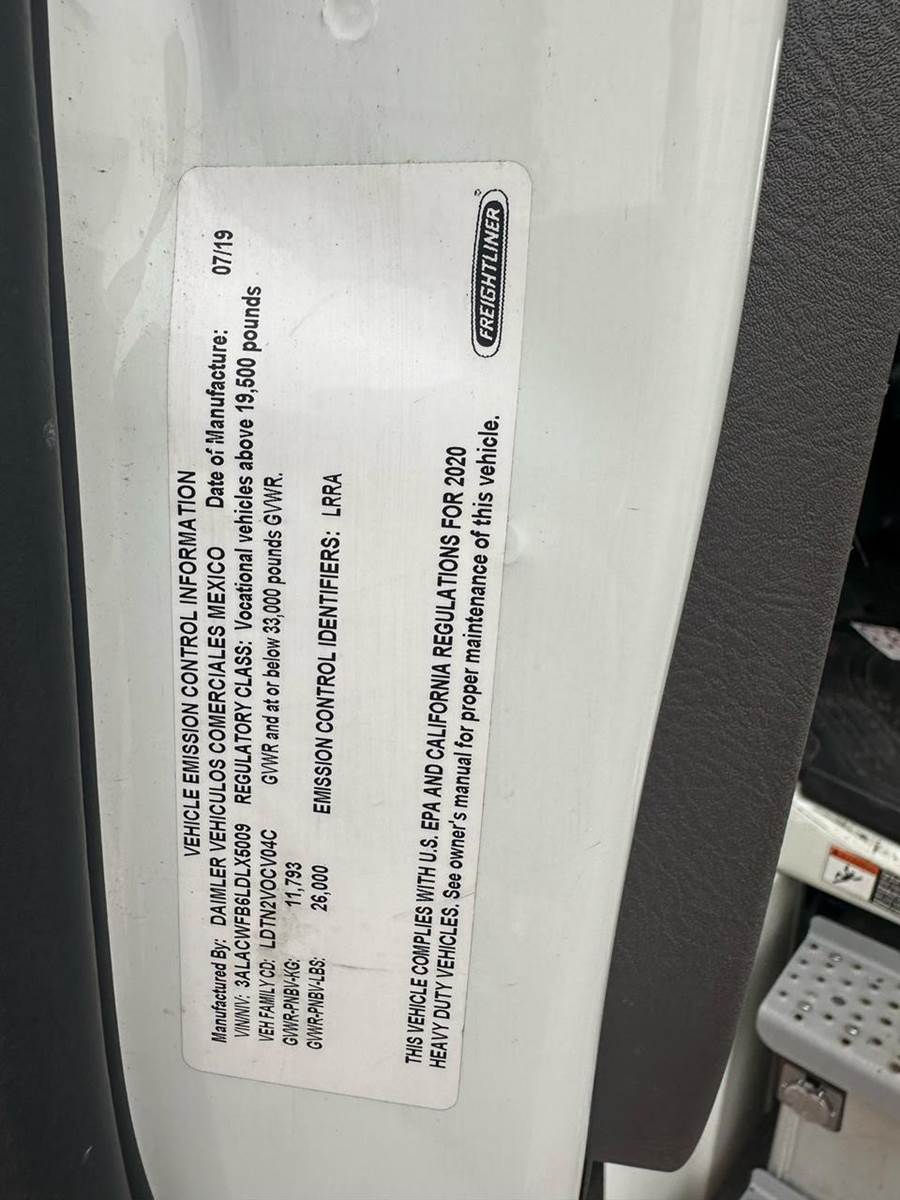 VEHICLE EMISSION CONTROL INFORMATION
Manufactured By: DAIMLER VEHICULOS COMERCIALES MEXICO Date of Manufacture: 07/19
VIN/NIV: 3ALACWFB6LDLX5009 REGULATORY CLASS: Vocational vehicles above 19,500 pounds
VEH FAMILY CD: LDTN2VOCV04C GVWR and at or below 33,000 pounds GVWR.
GVWR-PNBV-KG: 11,793
GVWR-PNBV-LBS: 26,000 EMISSION CONTROL IDENTIFIERS: LRRA
THIS VEHICLE COMPLIES WITH U.S. EPA AND CALIFORNIA REGULATIONS FOR 2020
HEAVY DUTY VEHICLES. See owner's manual for proper maintenance of this vehicle.
FREIGHTLINER